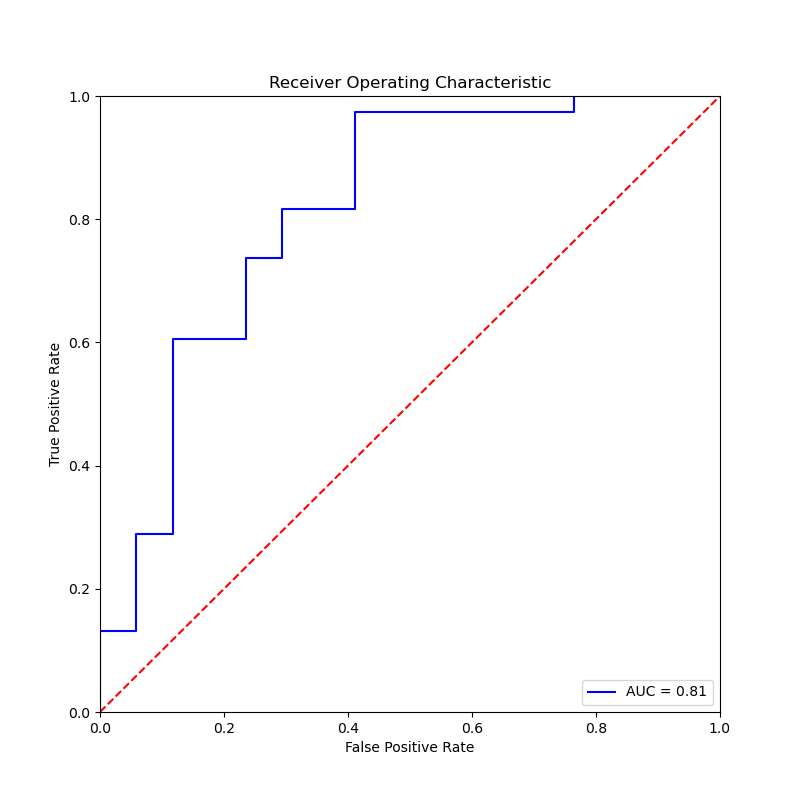 Receiver Operating Characteristic
1.0
0.8
0.6
0.4
0.2
0.0
True Positive Rate
AUC = 0.81
0.0 0.2 0.4 0.6 0.8 1.0
False Positive Rate